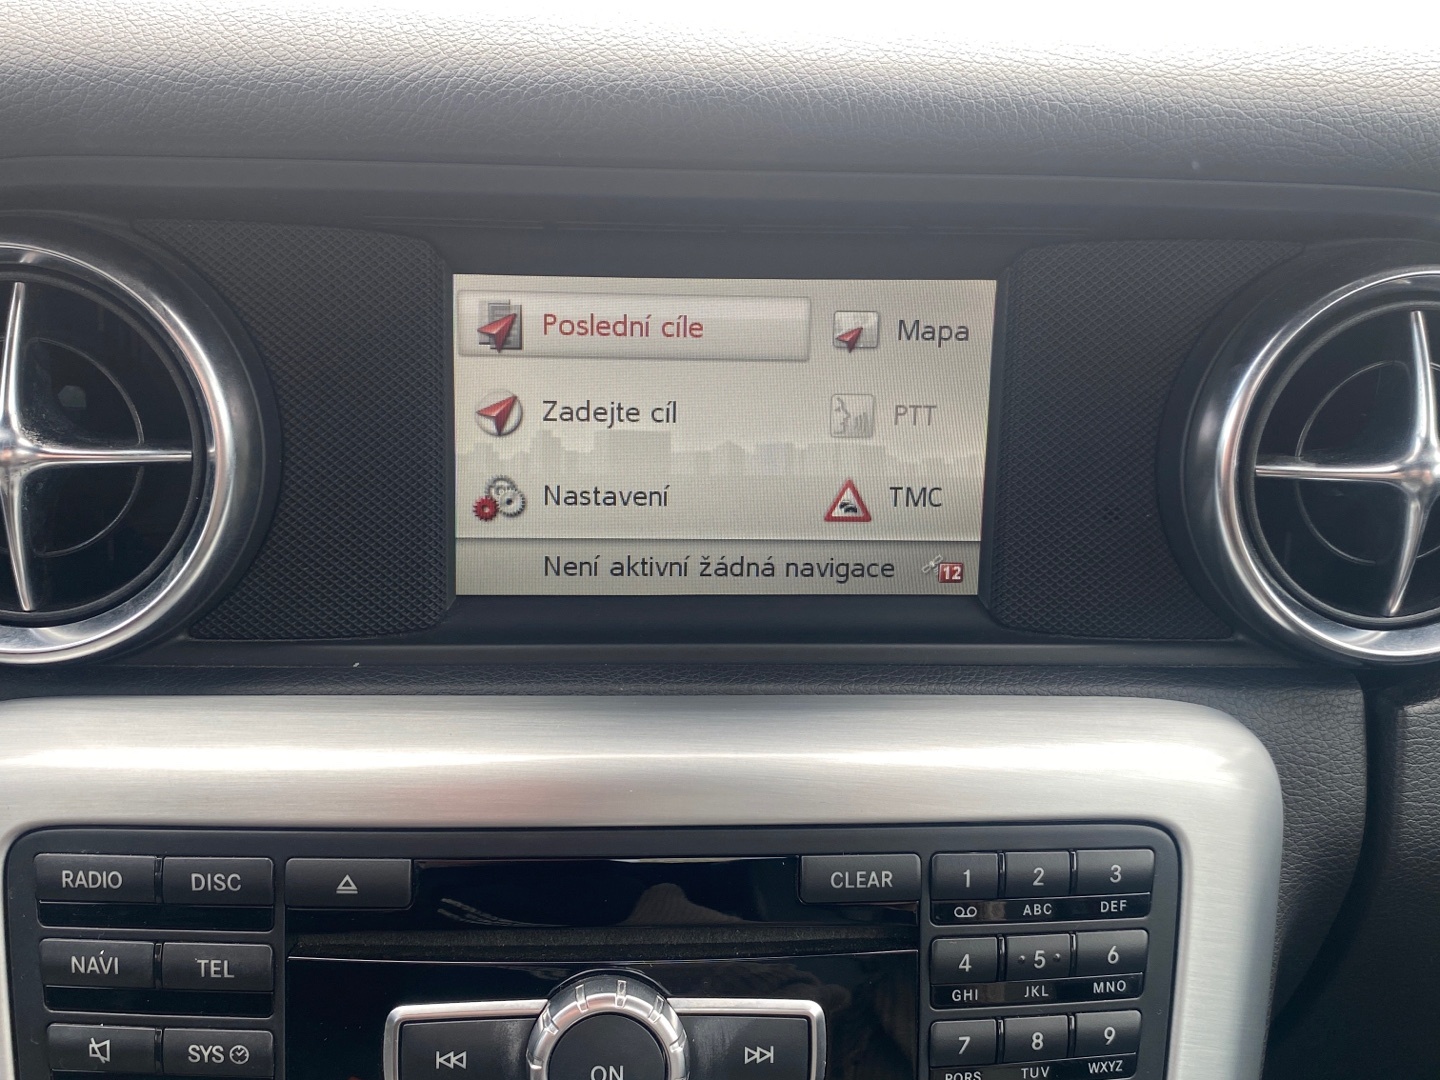 Poslední cíle
Mapa
Zadejte cíl
PTT
Nastavení
TMC
Není aktivní žádná navigace
12
RADIO
DISC
CLEAR
1
2
ABC
3
DEF
NAVI
TEL
4
GHI
5
JKL
6
MNO
SYS
ON
7
PQRS
8
TUV
9
WXYZ